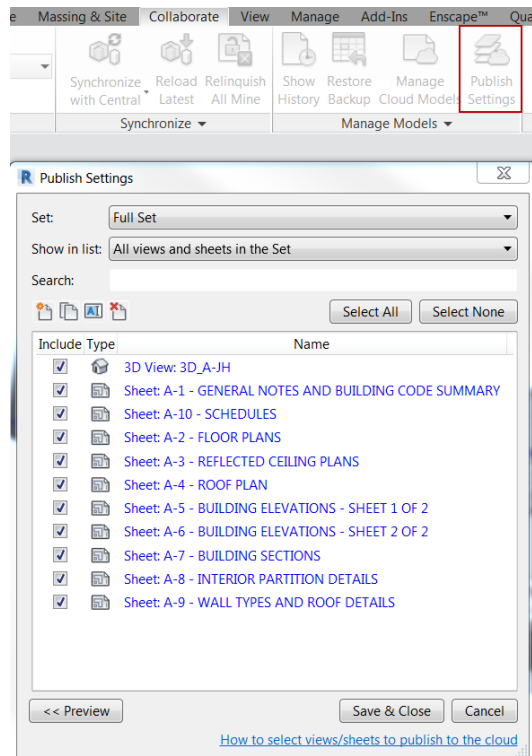 e Massing & Site Collaborate View Manage Add-Ins Enscape™ Qua
Synchronize Reload Relinquish Show Restore Manage Publish
with Central Latest All Mine History Backup Cloud Models Settings
Synchronize Manage Models
R Publish Settings
Set: Full Set
Show in list: All views and sheets in the Set
Search:
AI Select All Select None
Include Type Name
3D View: 3D_A-JH
Sheet: A-1 - GENERAL NOTES AND BUILDING CODE SUMMARY
Sheet: A-10 - SCHEDULES
Sheet: A-2 - FLOOR PLANS
Sheet: A-3 - REFLECTED CEILING PLANS
Sheet: A-4 - ROOF PLAN
Sheet: A-5 - BUILDING ELEVATIONS - SHEET 1 OF 2
Sheet: A-6 - BUILDING ELEVATIONS - SHEET 2 OF 2
Sheet: A-7 - BUILDING SECTIONS
Sheet: A-8 - INTERIOR PARTITION DETAILS
Sheet: A-9 - WALL TYPES AND ROOF DETAILS
<< Preview Save & Close Cancel
How to select views/sheets to publish to the cloud